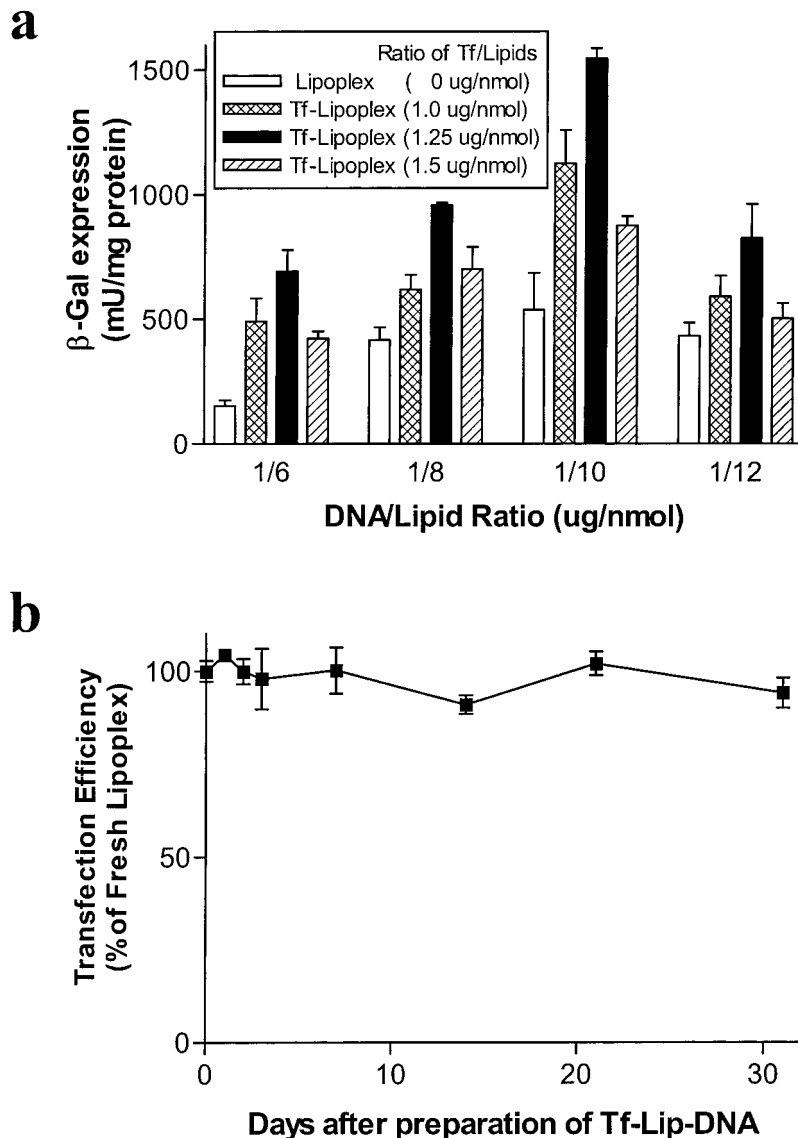 a
β-Gal expression
(mU/mg protein)
1500
1000
500
0
Ratio of Tf/Lipids
Lipoplex ( 0 ug/nmol)
Tf-Lipoplex (1.0 ug/nmol)
Tf-Lipoplex (1.25 ug/nmol)
Tf-Lipoplex (1.5 ug/nmol)
1/6 1/8 1/10 1/12
DNA/Lipid Ratio (ug/nmol)
b
Transfection Efficiency
(% of Fresh Lipoplex)
100
50
0
0 10 20 30
Days after preparation of Tf-Lip-DNA